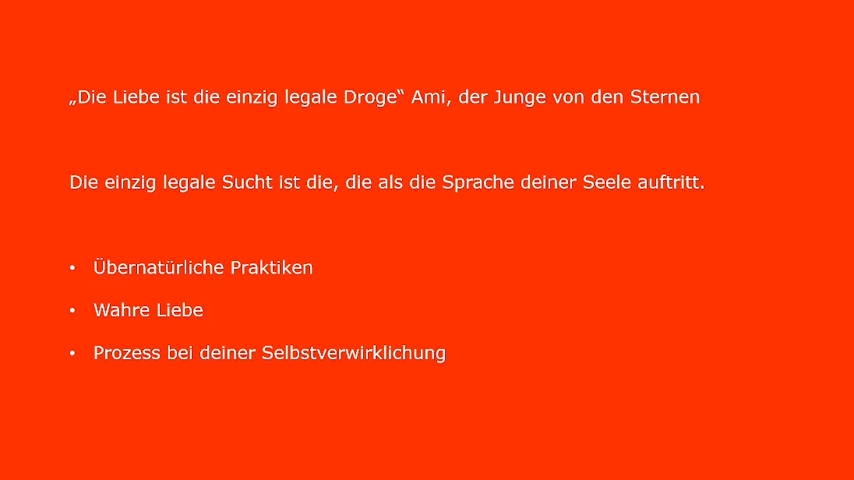 „Die Liebe ist die einzig legale Droge“ Ami, der Junge von den Sternen
Die einzig legale Sucht ist die, die als die Sprache deiner Seele auftritt.
• Übernatürliche Praktiken
• Wahre Liebe
• Prozess bei deiner Selbstverwirklichung